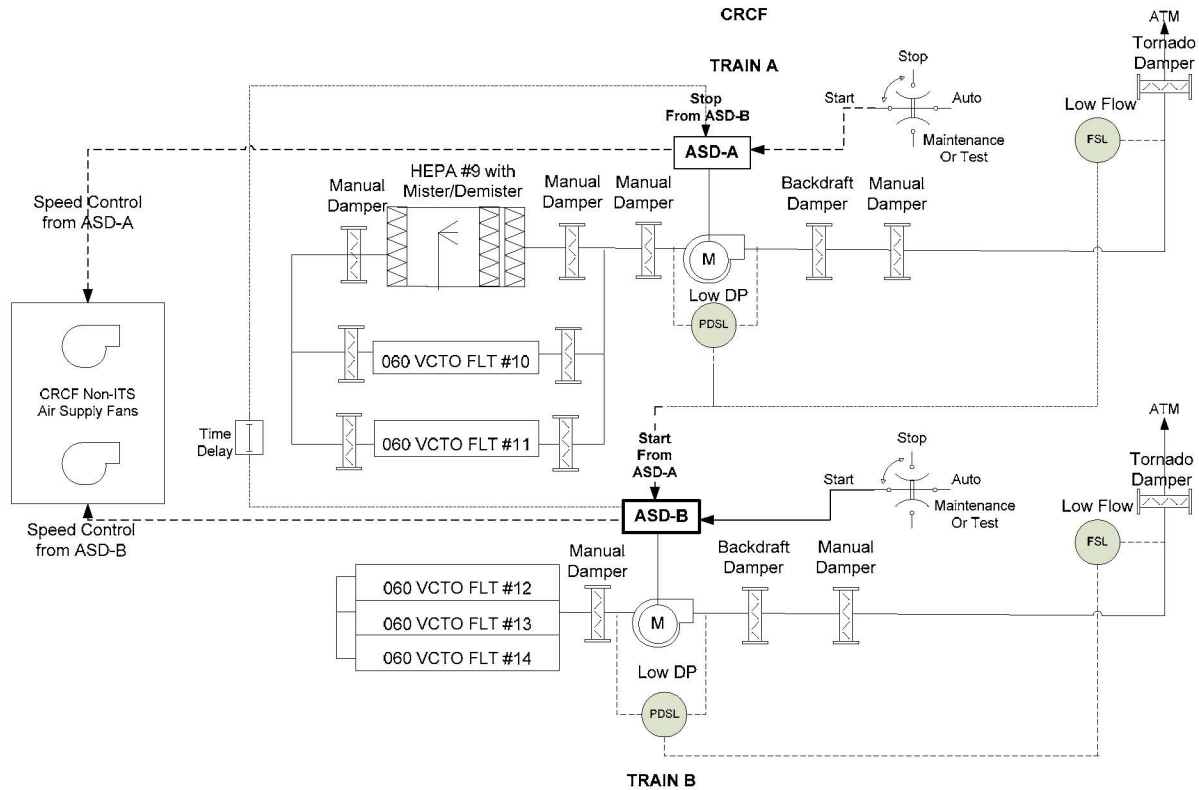 CRCF
ATM
Tornado
Damper
TRAIN A
Stop
Stop
From ASD-B
Start
Auto
Low Flow
FSL
Maintenance
Or Test
ASD-A
HEPA #9 with
Mister/Demister
Manual
Damper
Manual
Damper
Manual
Damper
Backdraft
Damper
Manual
Damper
Speed Control
from ASD-A
M
Low DP
PDSL
060 VCTO FLT #10
CRCF Non-ITS
Air Supply Fans
060 VCTO FLT #11
Time
Delay
Start
From
ASD-A
ATM
Stop
Tornado
Damper
Start
Auto
Maintenance
Or Test
Low Flow
FSL
ASD-B
Speed Control
from ASD-B
Manual
Damper
Backdraft
Damper
Manual
Damper
060 VCTO FLT #12
060 VCTO FLT #13
060 VCTO FLT #14
M
Low DP
PDSL
TRAIN B